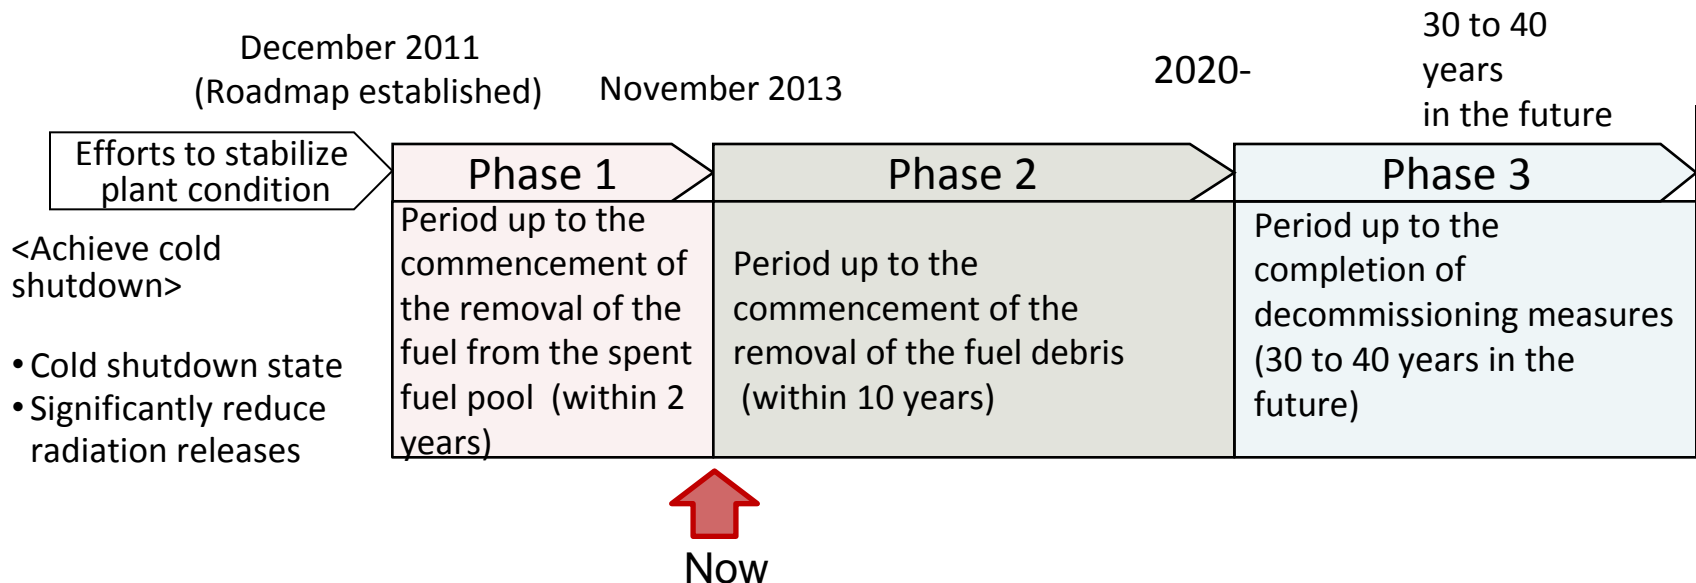 December 2011
(Roadmap established)
November 2013
2020-
30 to 40
years
in the future
Efforts to stabilize
plant condition
Phase 1
Phase 2
Phase 3
<Achieve cold
shutdown>
• Cold shutdown state
• Significantly reduce
radiation releases
Period up to the
commencement of
the removal of the
fuel from the spent
fuel pool (within 2
years)
Period up to the
commencement of the
removal of the fuel debris
(within 10 years)
Period up to the
completion of
decommissioning measures
(30 to 40 years in the
future)
Now